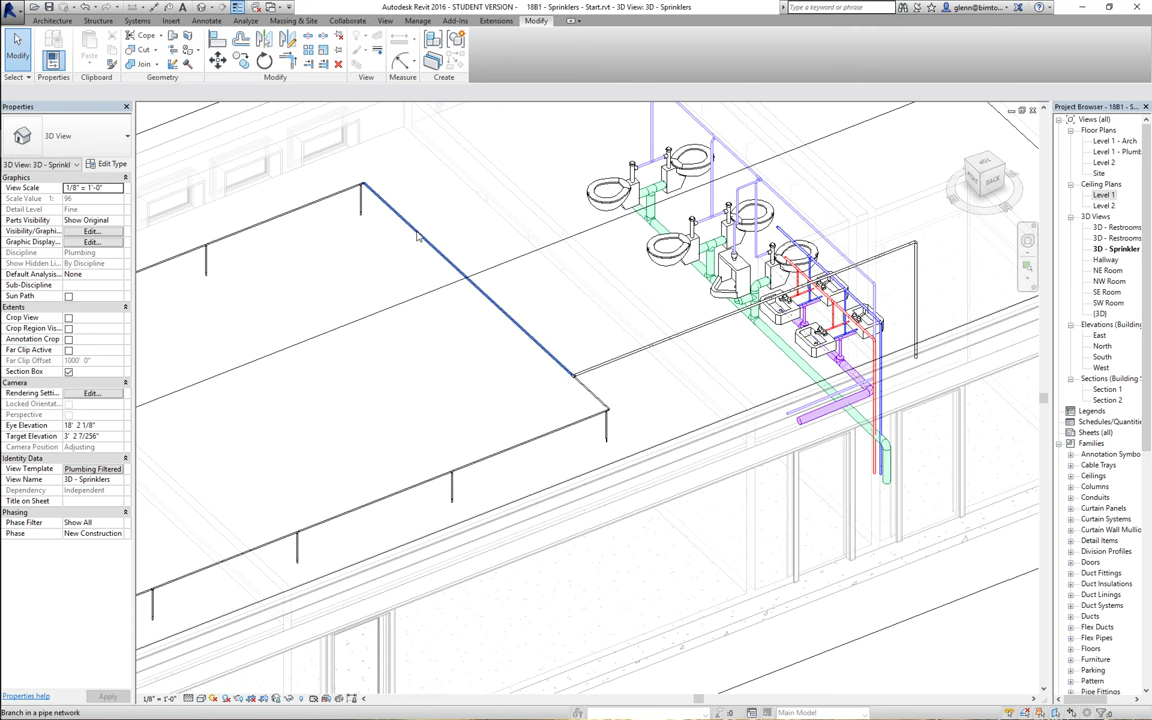 Autodesk Revit 2016 - STUDENT VERSION - 18B1 - Sprinklers - Start.rvt - 3D View: 3D - Sprinklers
Type a keyword or phrase
glenn@bimto...
Architecture Structure Systems Insert Annotate Analyze Massing & Site Collaborate View Manage Add-Ins Extensions Modify
Modify
Paste
Cope
Cut
Join
Select Properties Clipboard Geometry Modify View Measure Create
Properties
3D View
3D View: 3D - Sprinkl
Edit Type
Graphics
View Scale 1/8" = 1'-0"
Scale Value 1: 96
Detail Level Fine
Parts Visibility Show Original
Visibility/Graphi... Edit...
Graphic Display... Edit...
Discipline Plumbing
Show Hidden Li... By Discipline
Default Analysis... None
Sub-Discipline
Sun Path
Extents
Crop View
Crop Region Vis...
Annotation Crop
Far Clip Active
Far Clip Offset 1000' 0"
Section Box
Camera
Rendering Setti... Edit...
Locked Orientat...
Perspective
Eye Elevation 18' 2 1/8"
Target Elevation 3' 2 7/256"
Camera Position Adjusting
Identity Data
View Template Plumbing Filtered
View Name 3D - Sprinklers
Dependency Independent
Title on Sheet
Phasing
Phase Filter Show All
Phase New Construction
Properties help
Apply
TOP
BACK
Project Browser - 18B1 - S...
Views (all)
Floor Plans
Level 1 - Arch
Level 1 - Plumb
Level 2
Site
Ceiling Plans
Level 1
Level 2
3D Views
3D - Restrooms
3D - Restrooms
3D - Sprinkler
Hallway
NE Room
NW Room
SE Room
SW Room
{3D}
Elevations (Building
East
North
South
West
Sections (Building S
Section 1
Section 2
Legends
Schedules/Quantitie
Sheets (all)
Families
Annotation Symbo
Cable Trays
Ceilings
Columns
Conduits
Curtain Panels
Curtain Systems
Curtain Wall Mullio
Detail Items
Division Profiles
Doors
Duct Fittings
Duct Insulations
Duct Linings
Duct Systems
Ducts
Flex Ducts
Flex Pipes
Floors
Furniture
Parking
Pattern
Pipe Fittings
1/8" = 1'-0"
Branch in a pipe network
:0
Main Model
:0